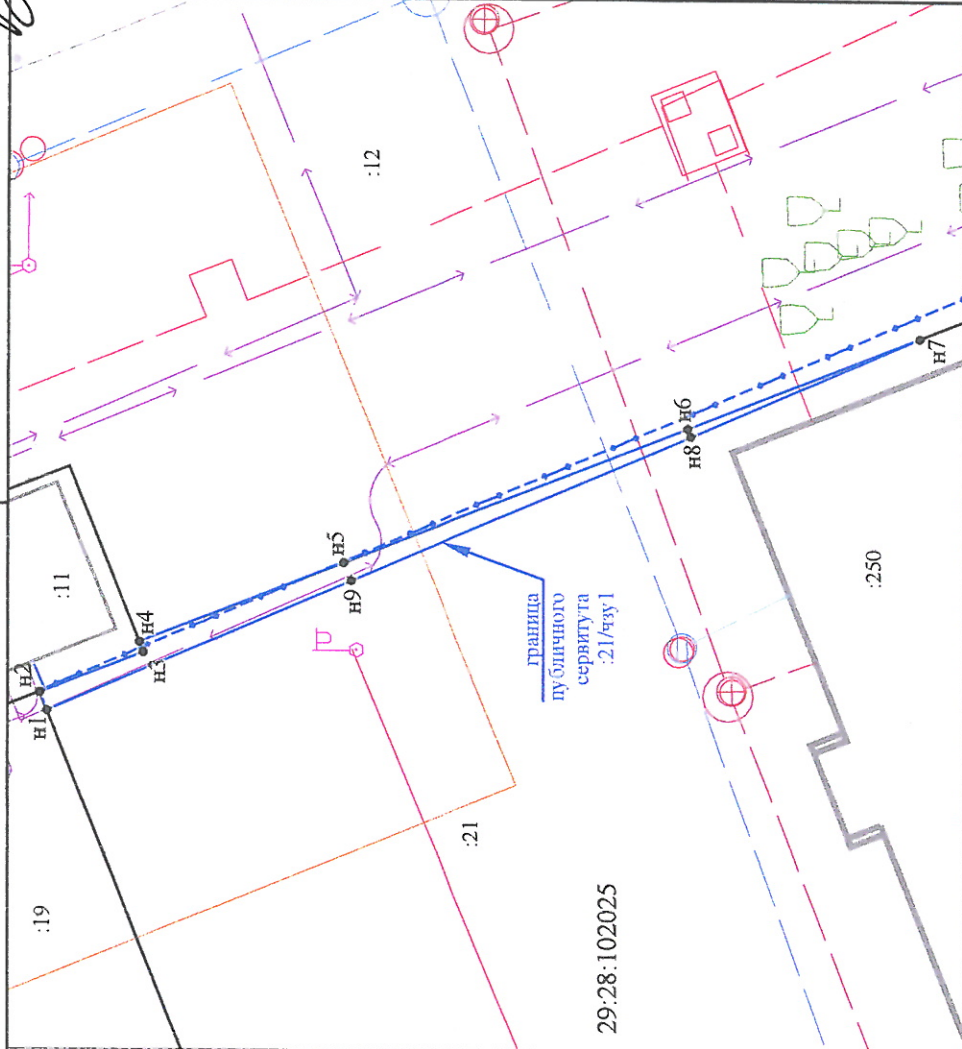 :19
н1
н2
:11
н3
н4
н5
н9
:12
граница
публичного
сервитута
:21/чзу1
:21
н6
н8
н7
:250
29:28:102025